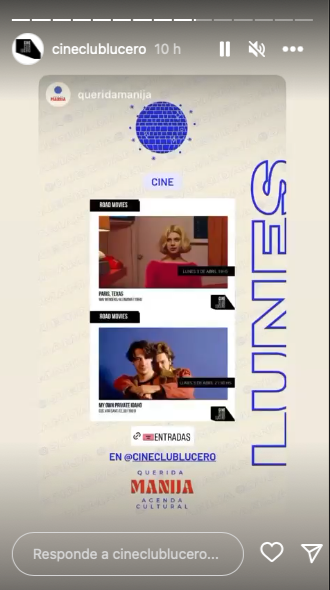 cineclublucero 10 h
queridamanija
CINE
ROAD MOVIES
PARIS, TEXAS
ROAD MOVIES
MY OWN PRIVATE IDAHO
LUNES
ENTRADAS
EN @CINECLUBLUCERO
QUERIDA
MANIJA
AGENDA
CULTURAL
Responde a cineclublucero...